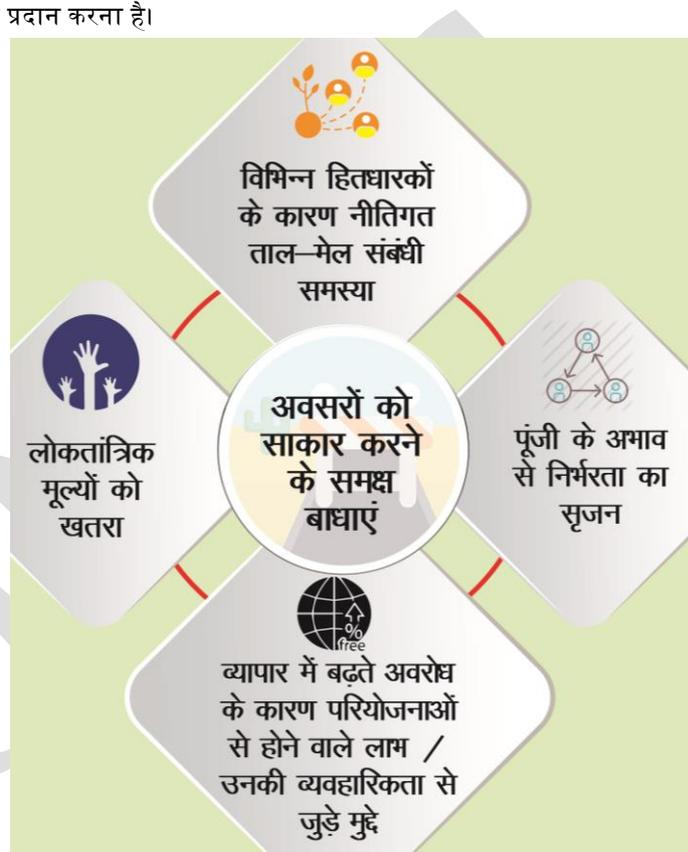 प्रदान करना है।
विभिन्न हितधारकों
के कारण नीतिगत
ताल–मेल संबंधी
समस्या
लोकतांत्रिक
मूल्यों को
खतरा
अवसरों को
साकार करने
के समक्ष
बाधाएं
पूंजी के अभाव
से निर्भरता का
सृजन
%
free
व्यापार में बढ़ते अवरोध
के कारण परियोजनाओं
से होने वाले लाभ /
उनकी व्यवहारिकता से
जुड़े मुद्दे